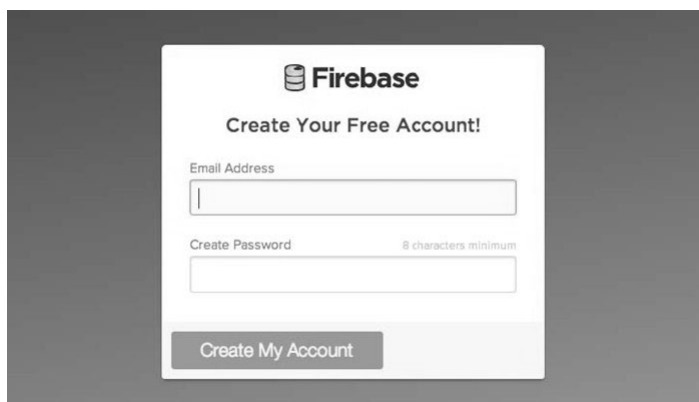 Firebase
Create Your Free Account!
Email Address
Create Password 8 characters minimum
Create My Account